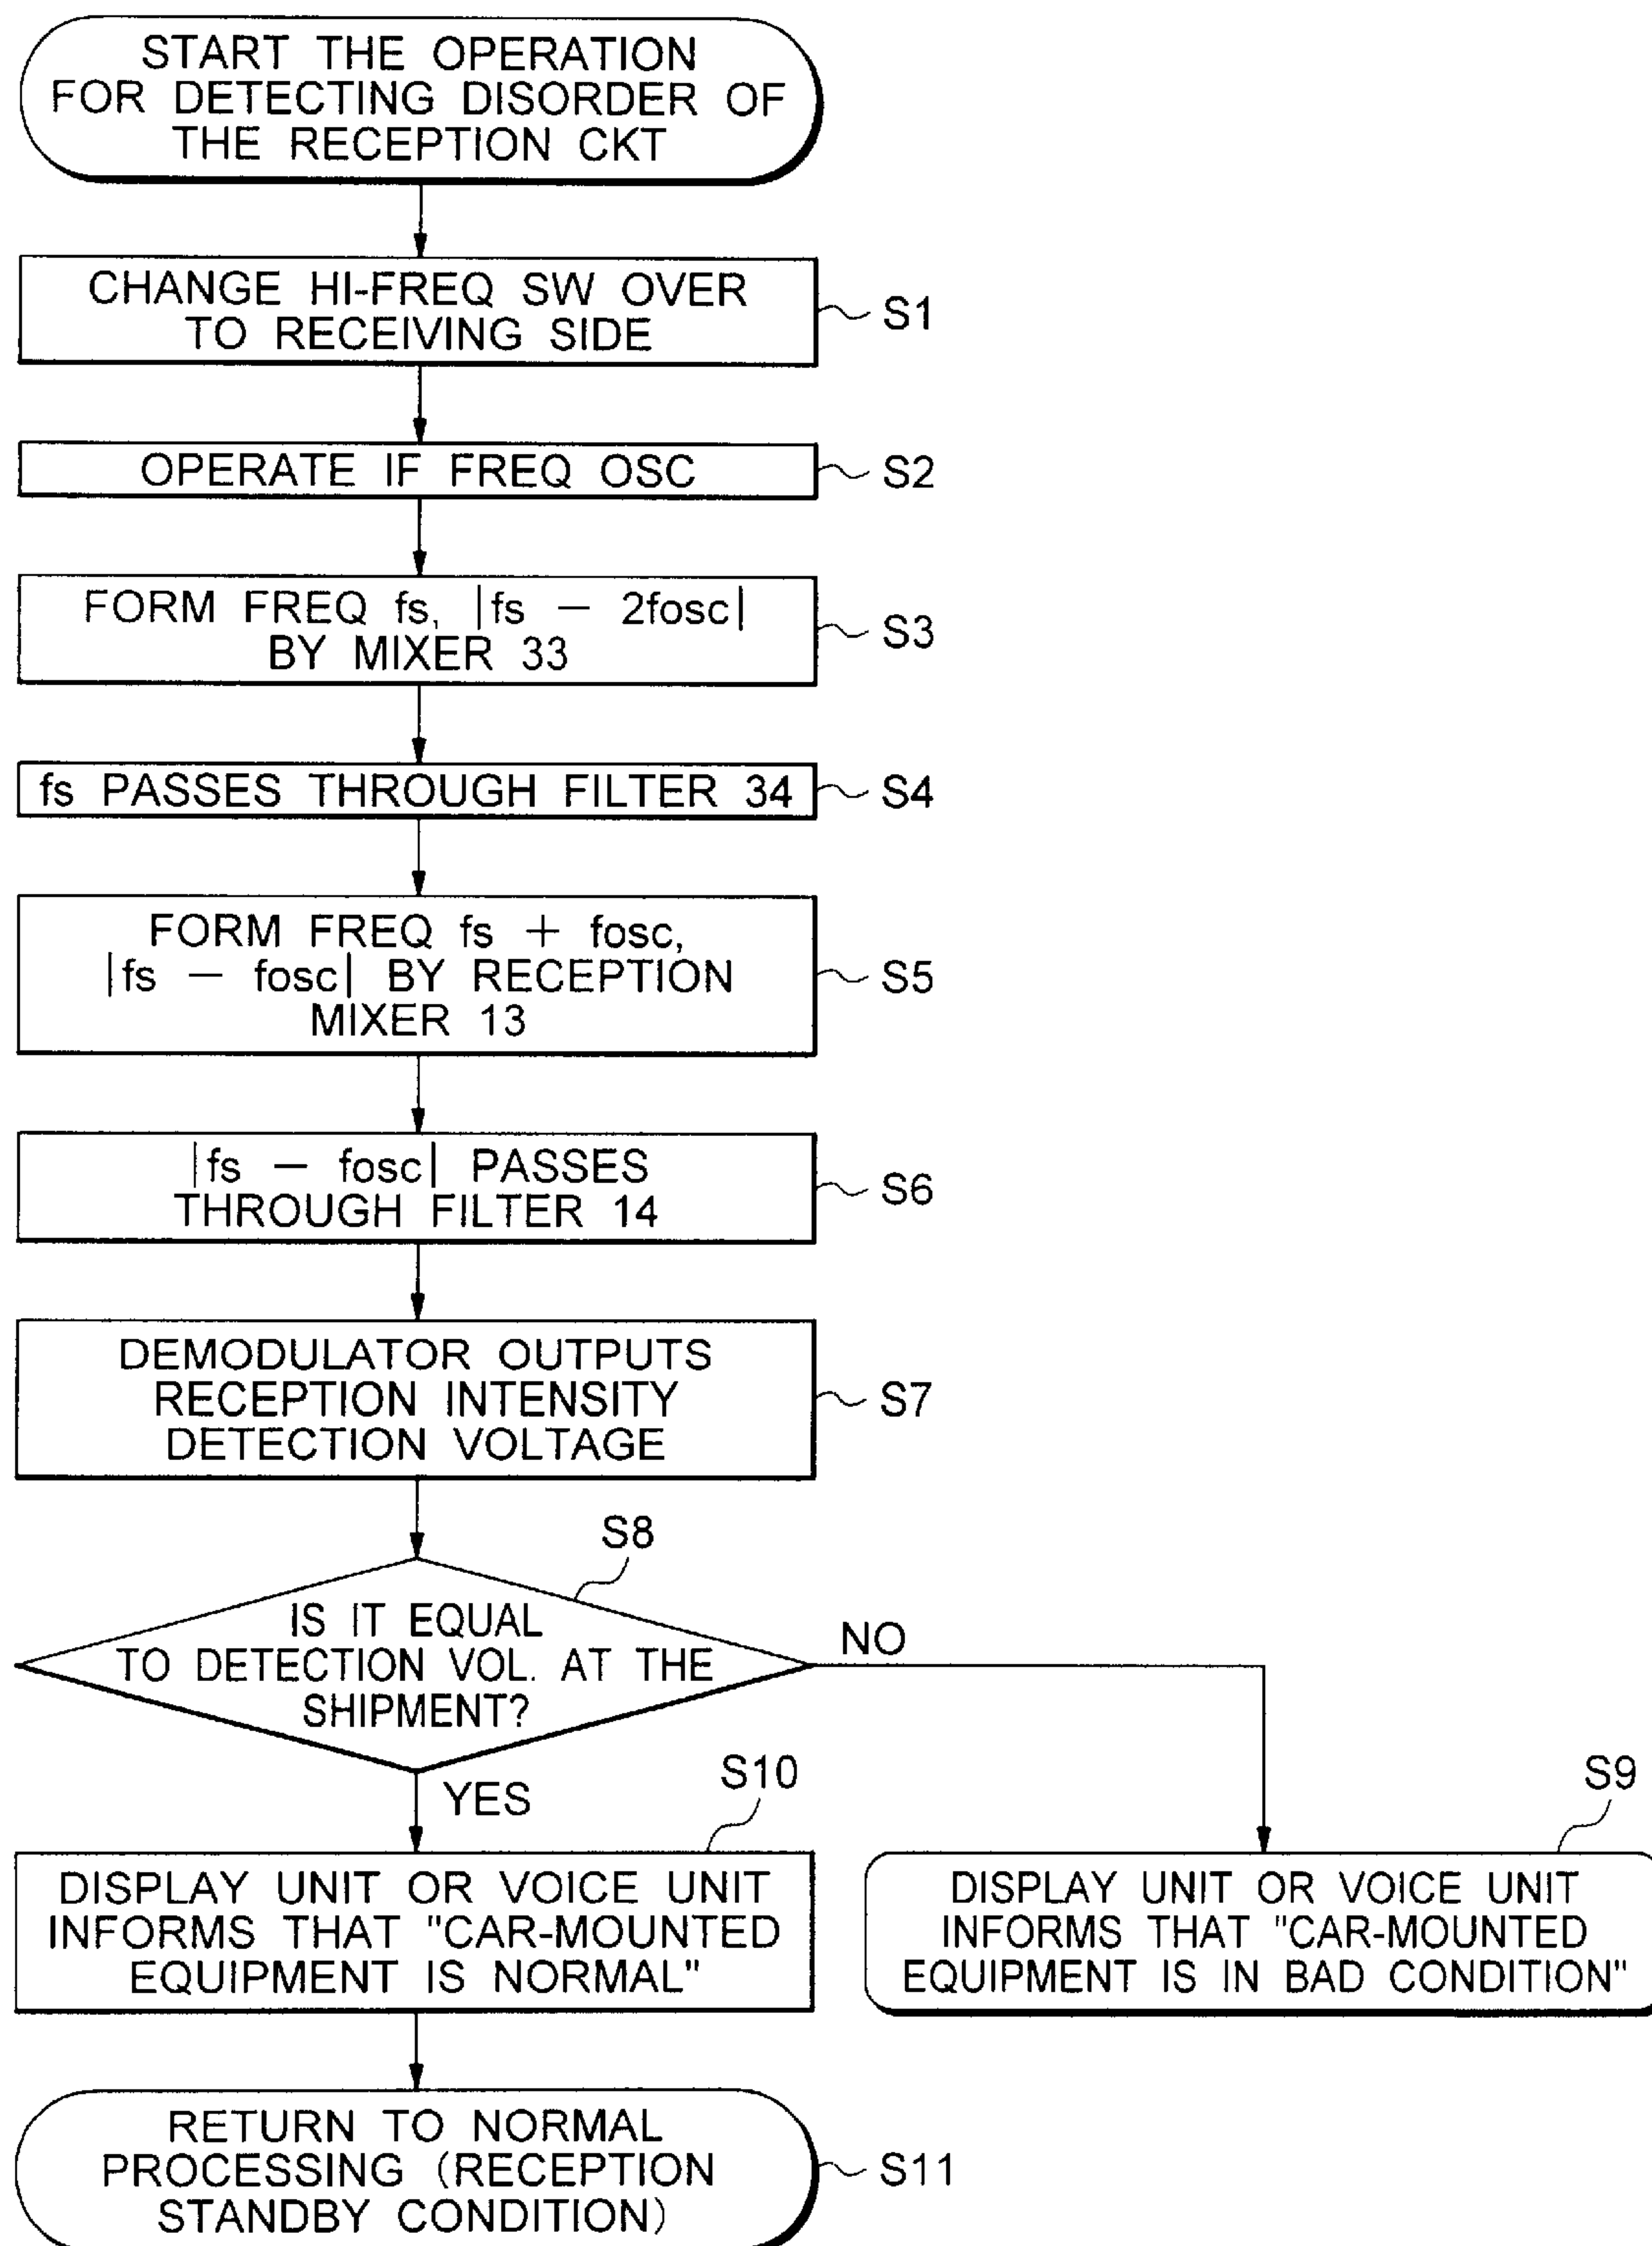 START THE OPERATION
FOR DETECTING DISORDER OF
THE RECEPTION CKT
CHANGE HI-FREQ SW OVER
TO RECEIVING SIDE
S1
OPERATE IF FREQ OSC
S2
FORM FREQ fs, |fs − 2fosc|
BY MIXER 33
S3
fs PASSES THROUGH FILTER 34
S4
FORM FREQ fs + fosc,
|fs − fosc| BY RECEPTION
MIXER 13
S5
|fs − fosc| PASSES
THROUGH FILTER 14
S6
DEMODULATOR OUTPUTS
RECEPTION INTENSITY
DETECTION VOLTAGE
S7
S8
IS IT EQUAL
TO DETECTION VOL. AT THE
SHIPMENT?
NO
YES
S10
DISPLAY UNIT OR VOICE UNIT
INFORMS THAT "CAR-MOUNTED
EQUIPMENT IS NORMAL"
S9
DISPLAY UNIT OR VOICE UNIT
INFORMS THAT "CAR-MOUNTED
EQUIPMENT IS IN BAD CONDITION"
RETURN TO NORMAL
PROCESSING (RECEPTION
STANDBY CONDITION)
S11